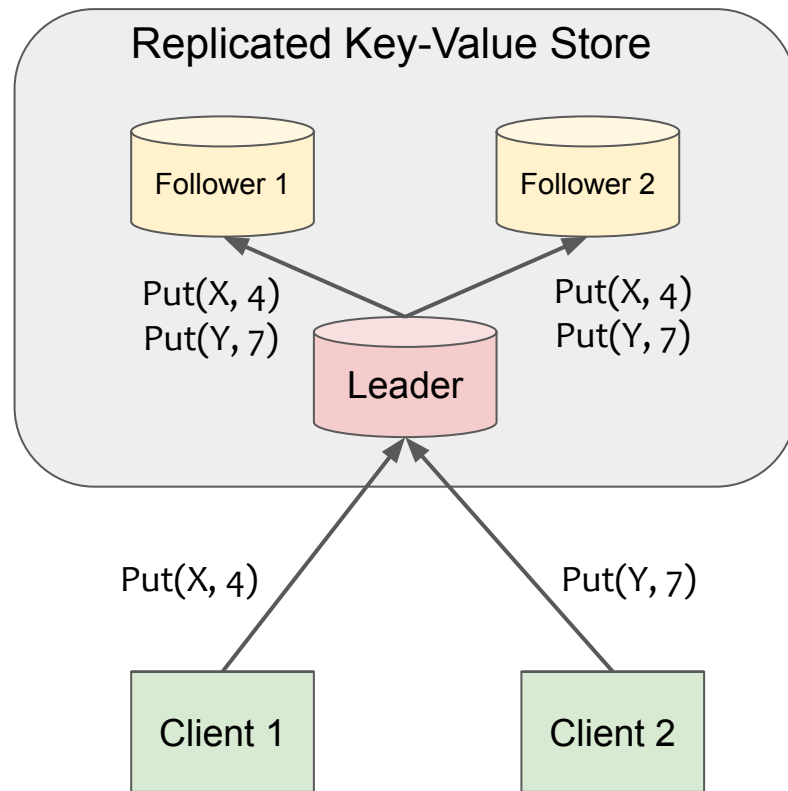 Replicated Key-Value Store
Follower 1
Follower 2
Put(X, 4)
Put(Y, 7)
Put(X, 4)
Put(Y, 7)
Leader
Put(X, 4)
Put(Y, 7)
Client 1
Client 2